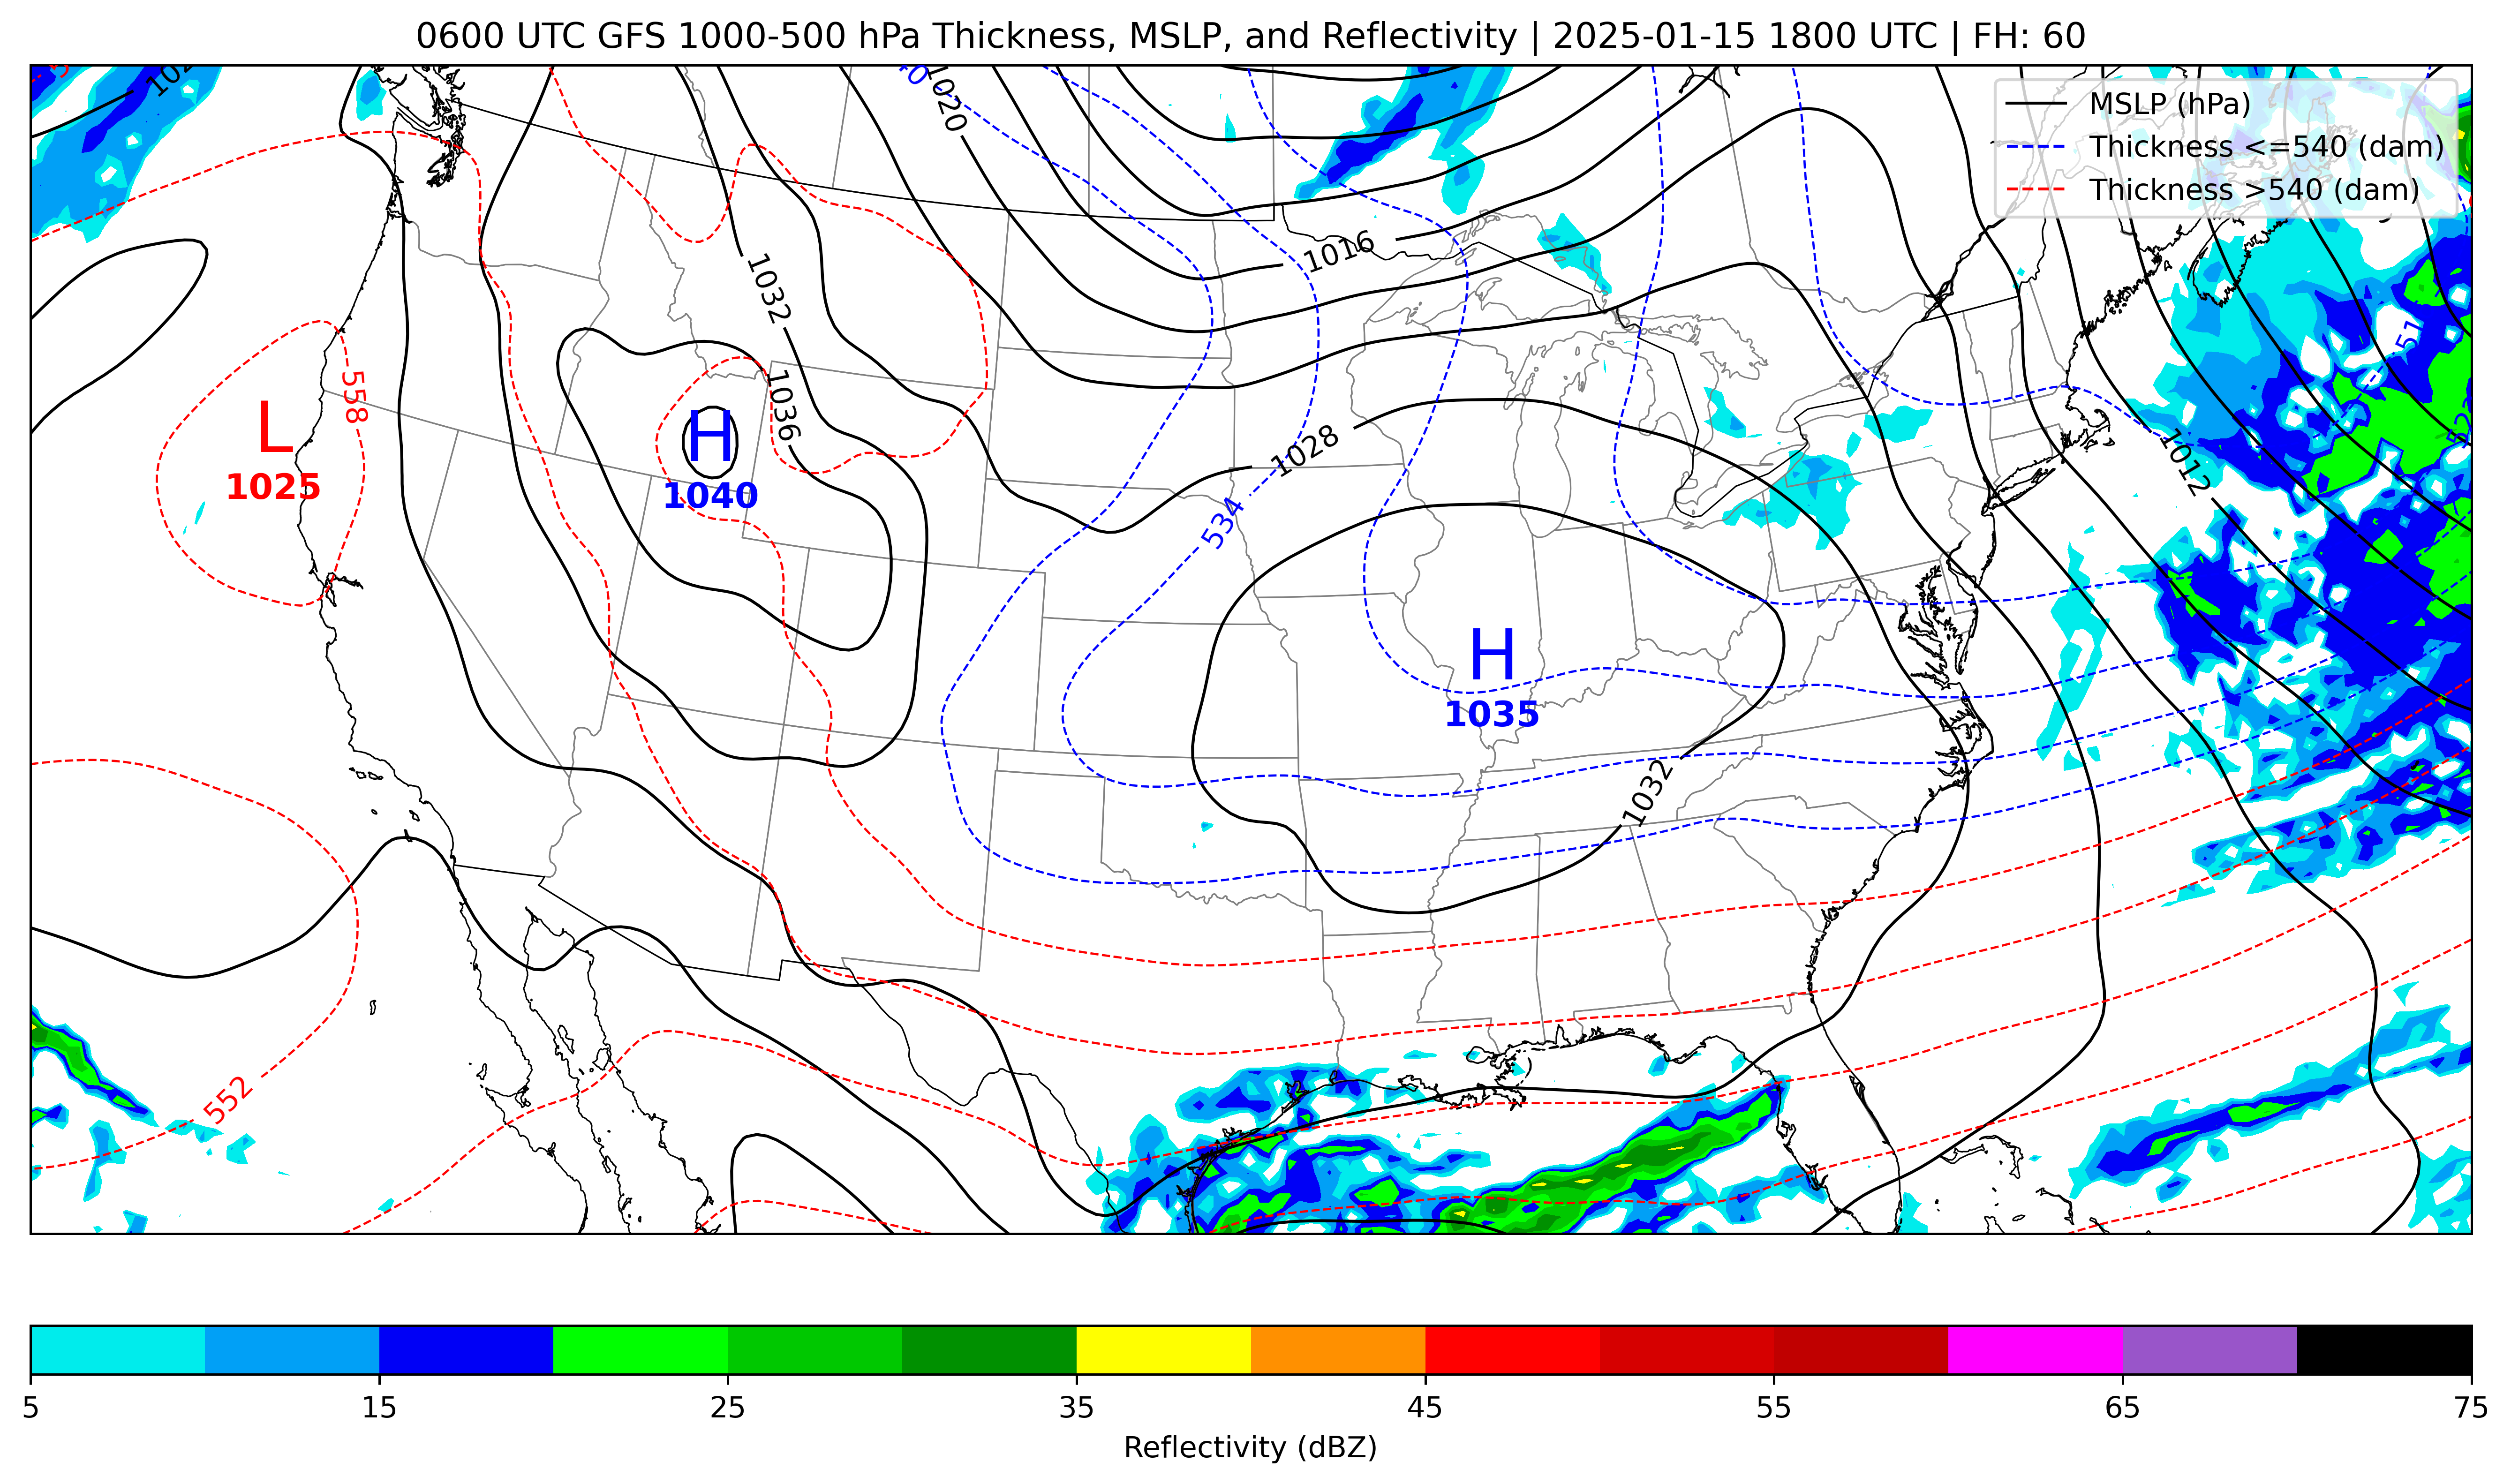 0600 UTC GFS 1000-500 hPa Thickness, MSLP, and Reflectivity | 2025-01-15 1800 UTC | FH: 60
MSLP (hPa)
Thickness <=540 (dam)
Thickness >540 (dam)
1020
1016
1032
558
L
1025
1036
H
1040
1028
534
1012
H
1035
1032
552
5
15
25
35
45
55
65
75
Reflectivity (dBZ)